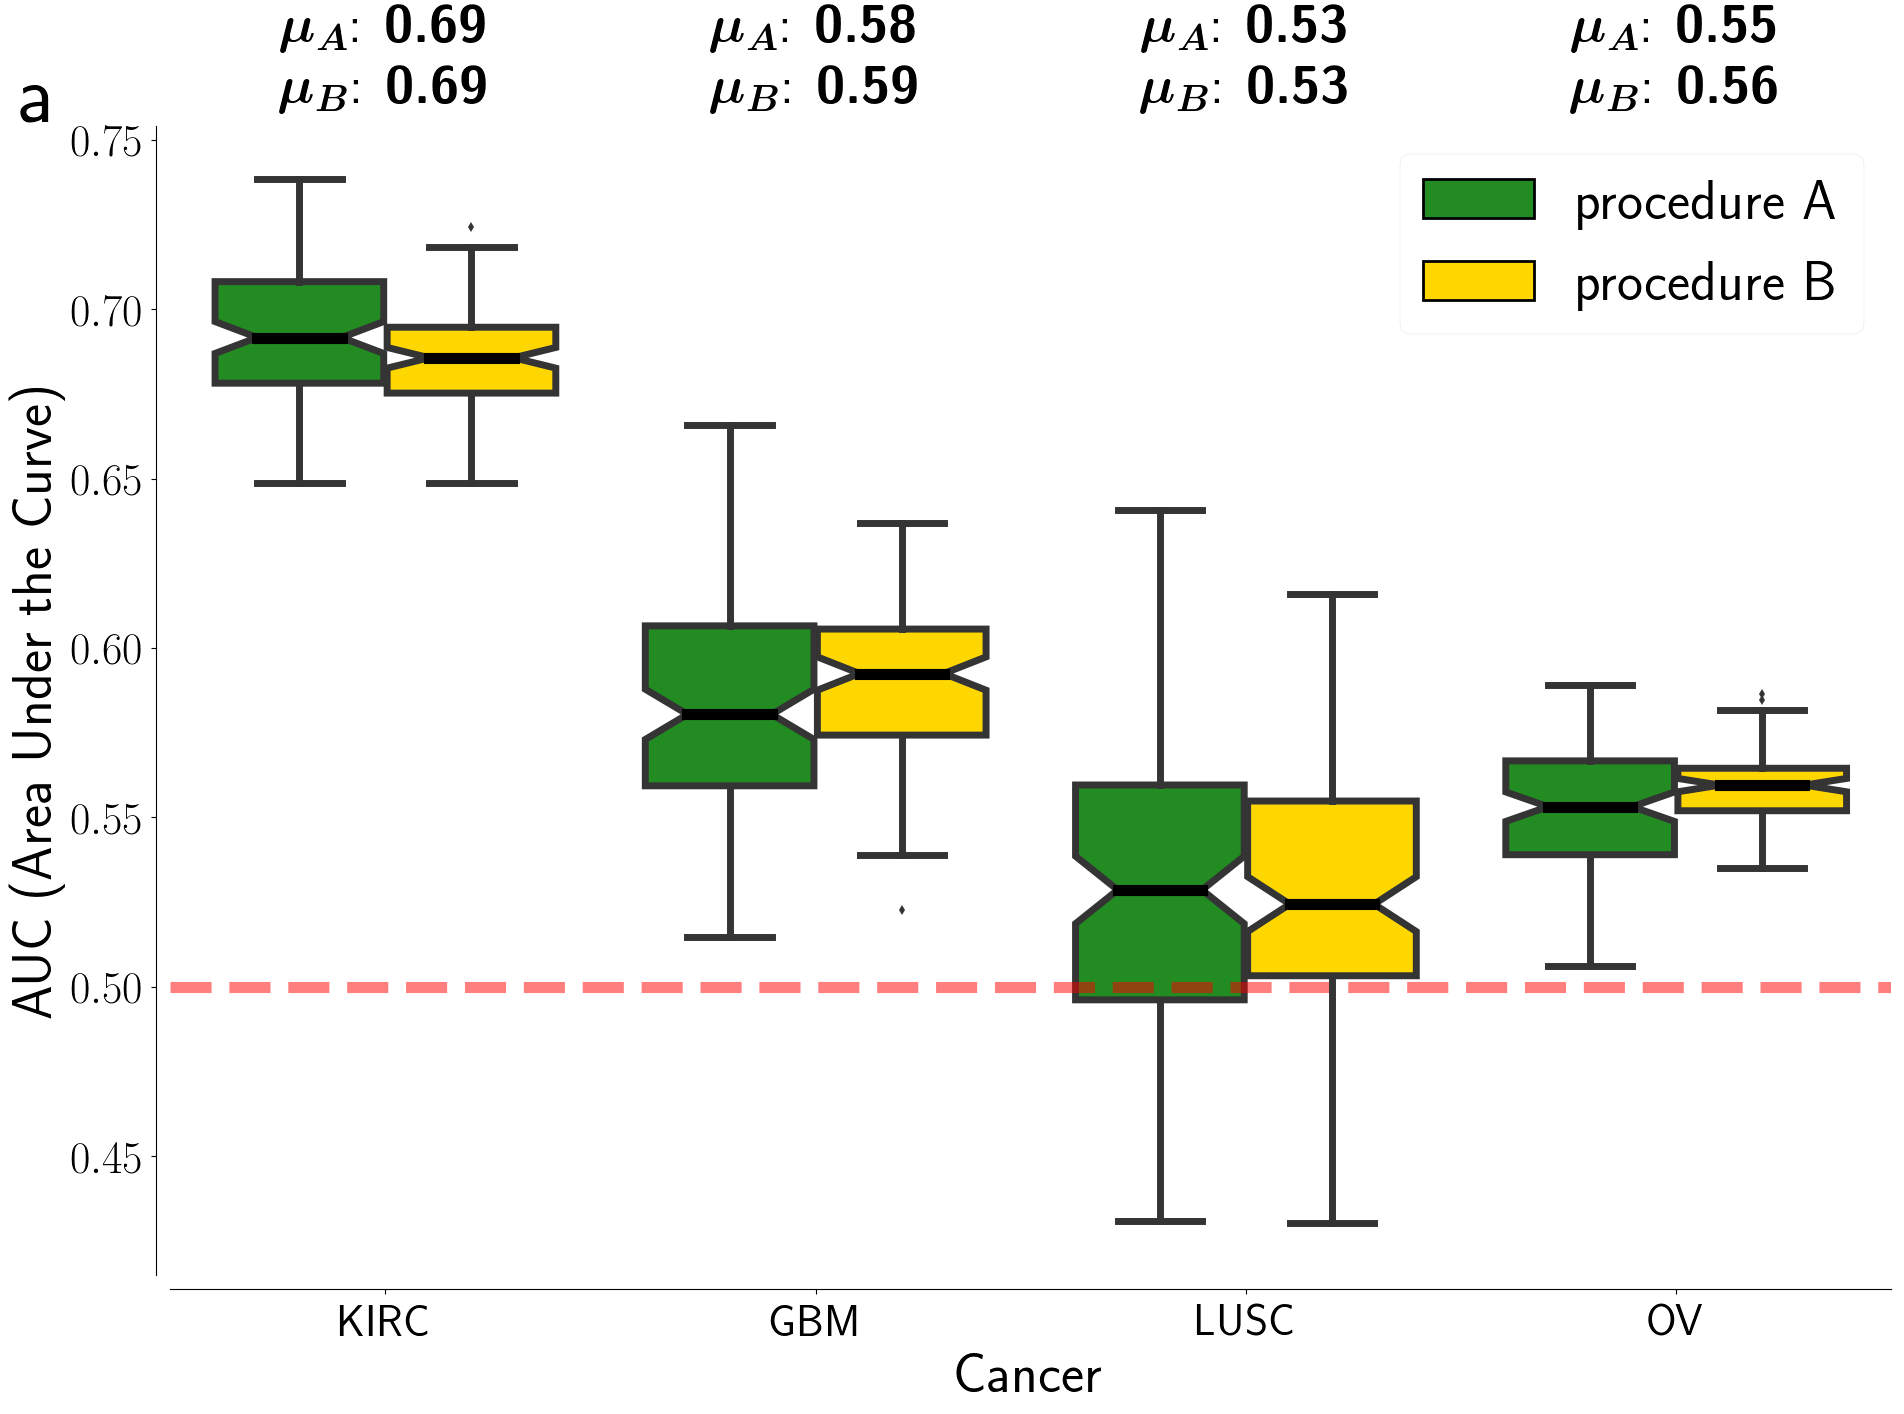 μA: 0.69 μA: 0.58 μA: 0.53 μA: 0.55
μB: 0.69 μB: 0.59 μB: 0.53 μB: 0.56
a
0.75
0.70
0.65
0.60
0.55
0.50
0.45
AUC (Area Under the Curve)
procedure A
procedure B
KIRC GBM LUSC OV
Cancer